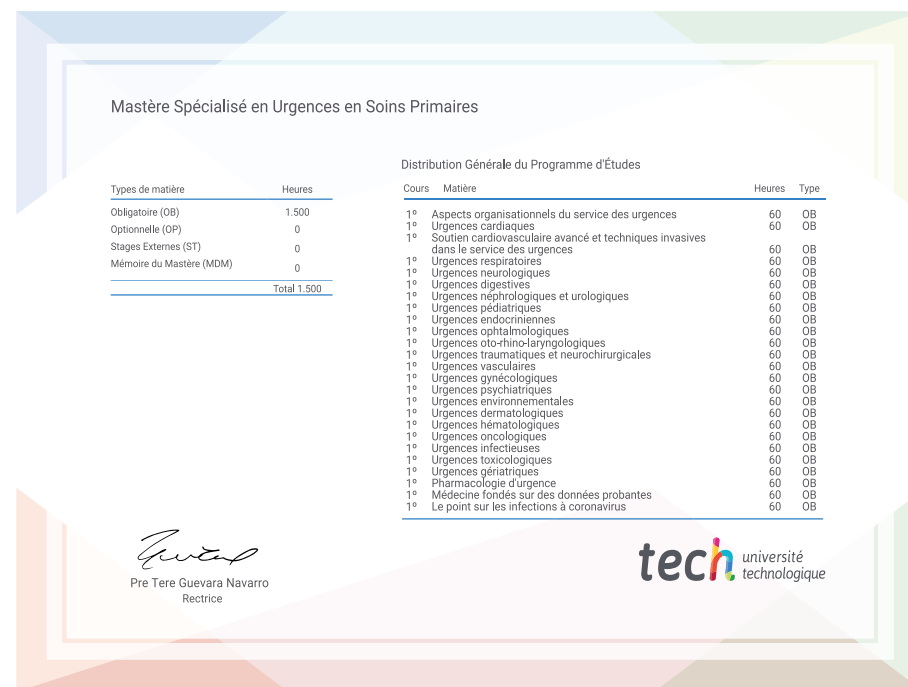 Mastère Spécialisé en Urgences en Soins Primaires
Types de matière Heures
Obligatoire (OB) 1.500
Optionnelle (OP) 0
Stages Externes (ST) 0
Mémoire du Mastère (MDM) 0
Total 1.500
Distribution Générale du Programme d'Études
Cours Matière Heures Type
1º Aspects organisationnels du service des urgences 60 OB
1º Urgences cardiaques 60 OB
1º Soutien cardiovasculaire avancé et techniques invasives
dans le service des urgences 60 OB
1º Urgences respiratoires 60 OB
1º Urgences neurologiques 60 OB
1º Urgences digestives 60 OB
1º Urgences néphrologiques et urologiques 60 OB
1º Urgences pédiatriques 60 OB
1º Urgences endocriniennes 60 OB
1º Urgences ophtalmologiques 60 OB
1º Urgences oto-rhino-laryngologiques 60 OB
1º Urgences traumatiques et neurochirurgicales 60 OB
1º Urgences vasculaires 60 OB
1º Urgences gynécologiques 60 OB
1º Urgences psychiatriques 60 OB
1º Urgences environnementales 60 OB
1º Urgences dermatologiques 60 OB
1º Urgences hématologiques 60 OB
1º Urgences oncologiques 60 OB
1º Urgences infectieuses 60 OB
1º Urgences toxicologiques 60 OB
1º Urgences gériatriques 60 OB
1º Pharmacologie d'urgence 60 OB
1º Médecine fondés sur des données probantes 60 OB
1º Le point sur les infections à coronavirus 60 OB
Pre Tere Guevara Navarro
Rectrice
tech université
technologique